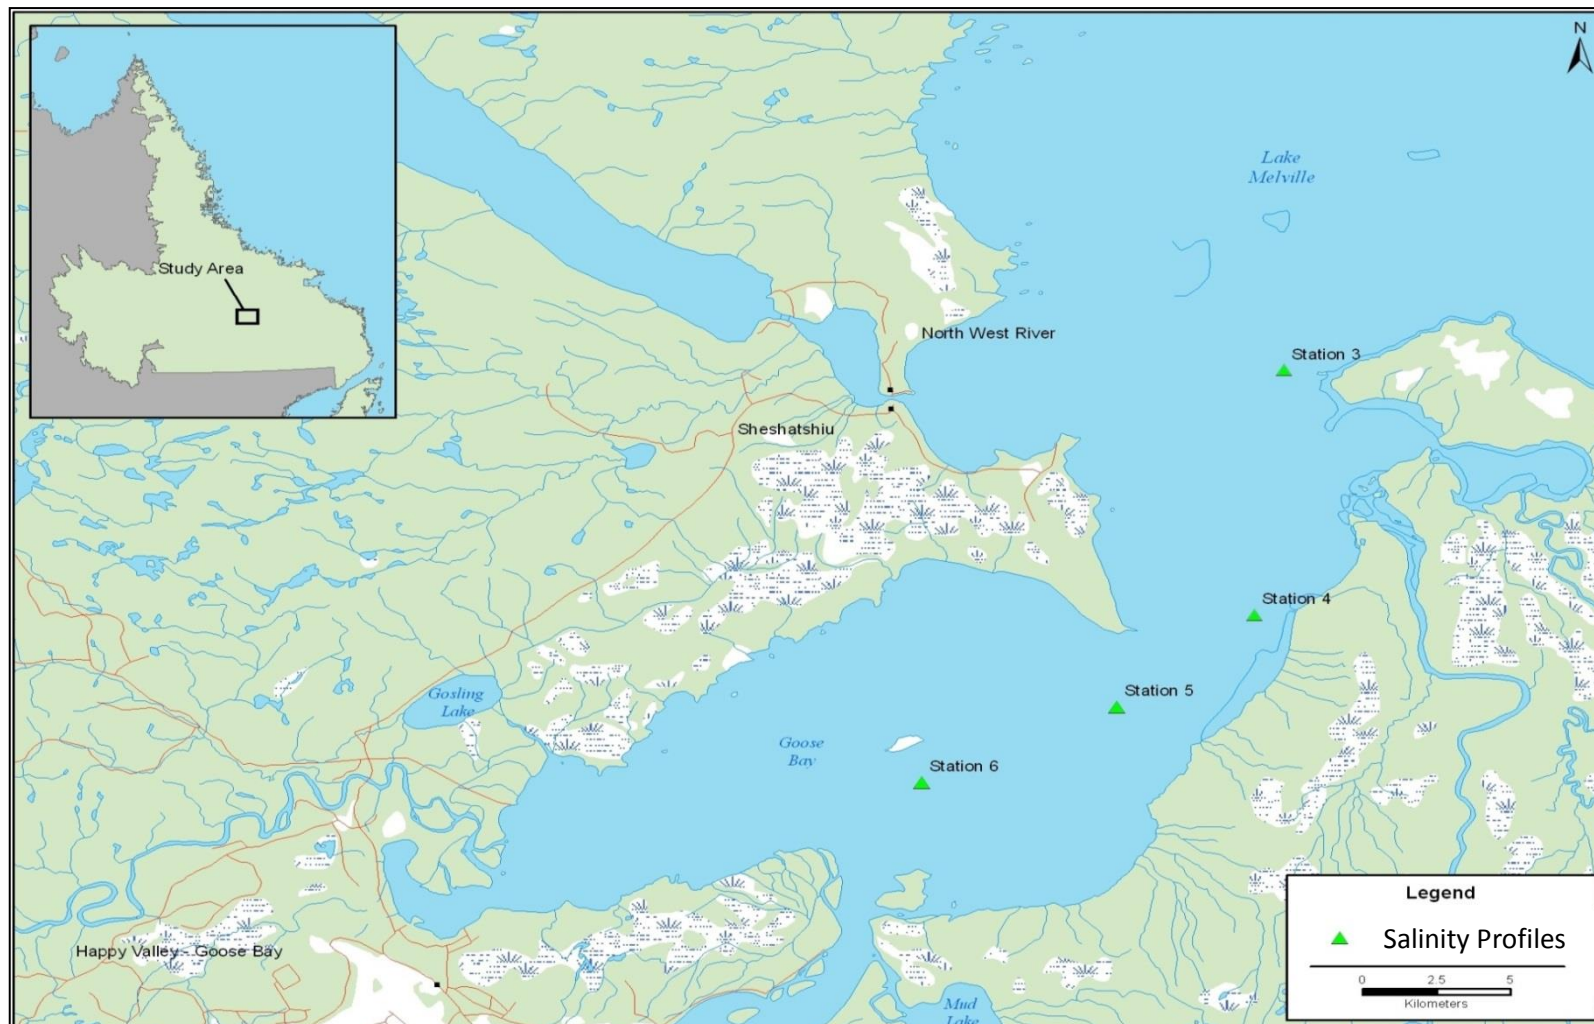 N
Lake
Melville
Study Area
North West River
Station 3
Sheshatshiu
Station 4
Gosling
Lake
Station 5
Goose
Bay
Station 6
Happy Valley - Goose Bay
Mud
Lake
Legend
Salinity Profiles
0 2.5 5
Kilometers